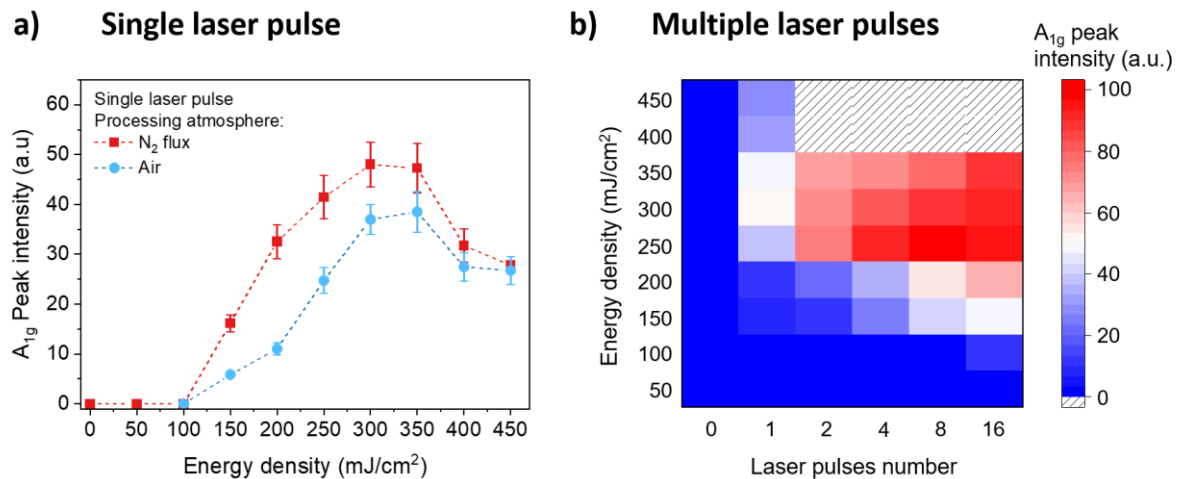 a) Single laser pulse
60
50
40
30
20
10
0
A1g Peak intensity (a.u)
Single laser pulse
Processing atmosphere:
N2 flux
Air
0 50 100 150 200 250 300 350 400 450
Energy density (mJ/cm²)
b) Multiple laser pulses
A1g peak
intensity (a.u.)
450
400
350
300
250
200
150
100
50
Energy density (mJ/cm²)
0 1 2 4 8 16
Laser pulses number
100
80
60
40
20
0